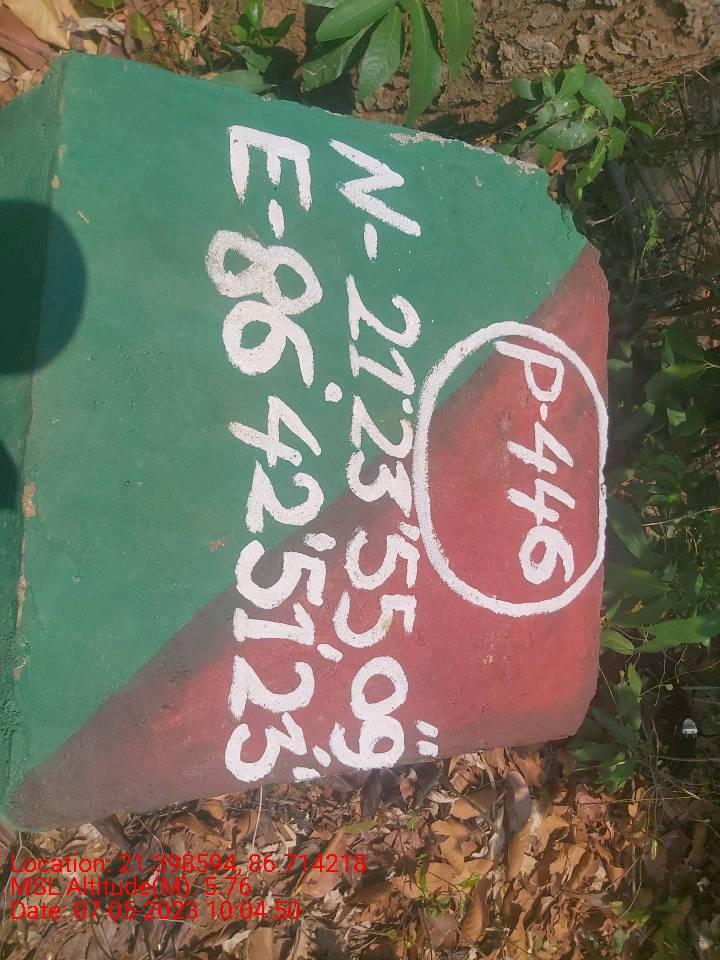 P-446
N- 21°23'55.09"
E-86°42'51.23"
Location: 21.398594, 86.714218
MSL Altitude(M)- 5.76
Date: 07-05-2023 10:04:50